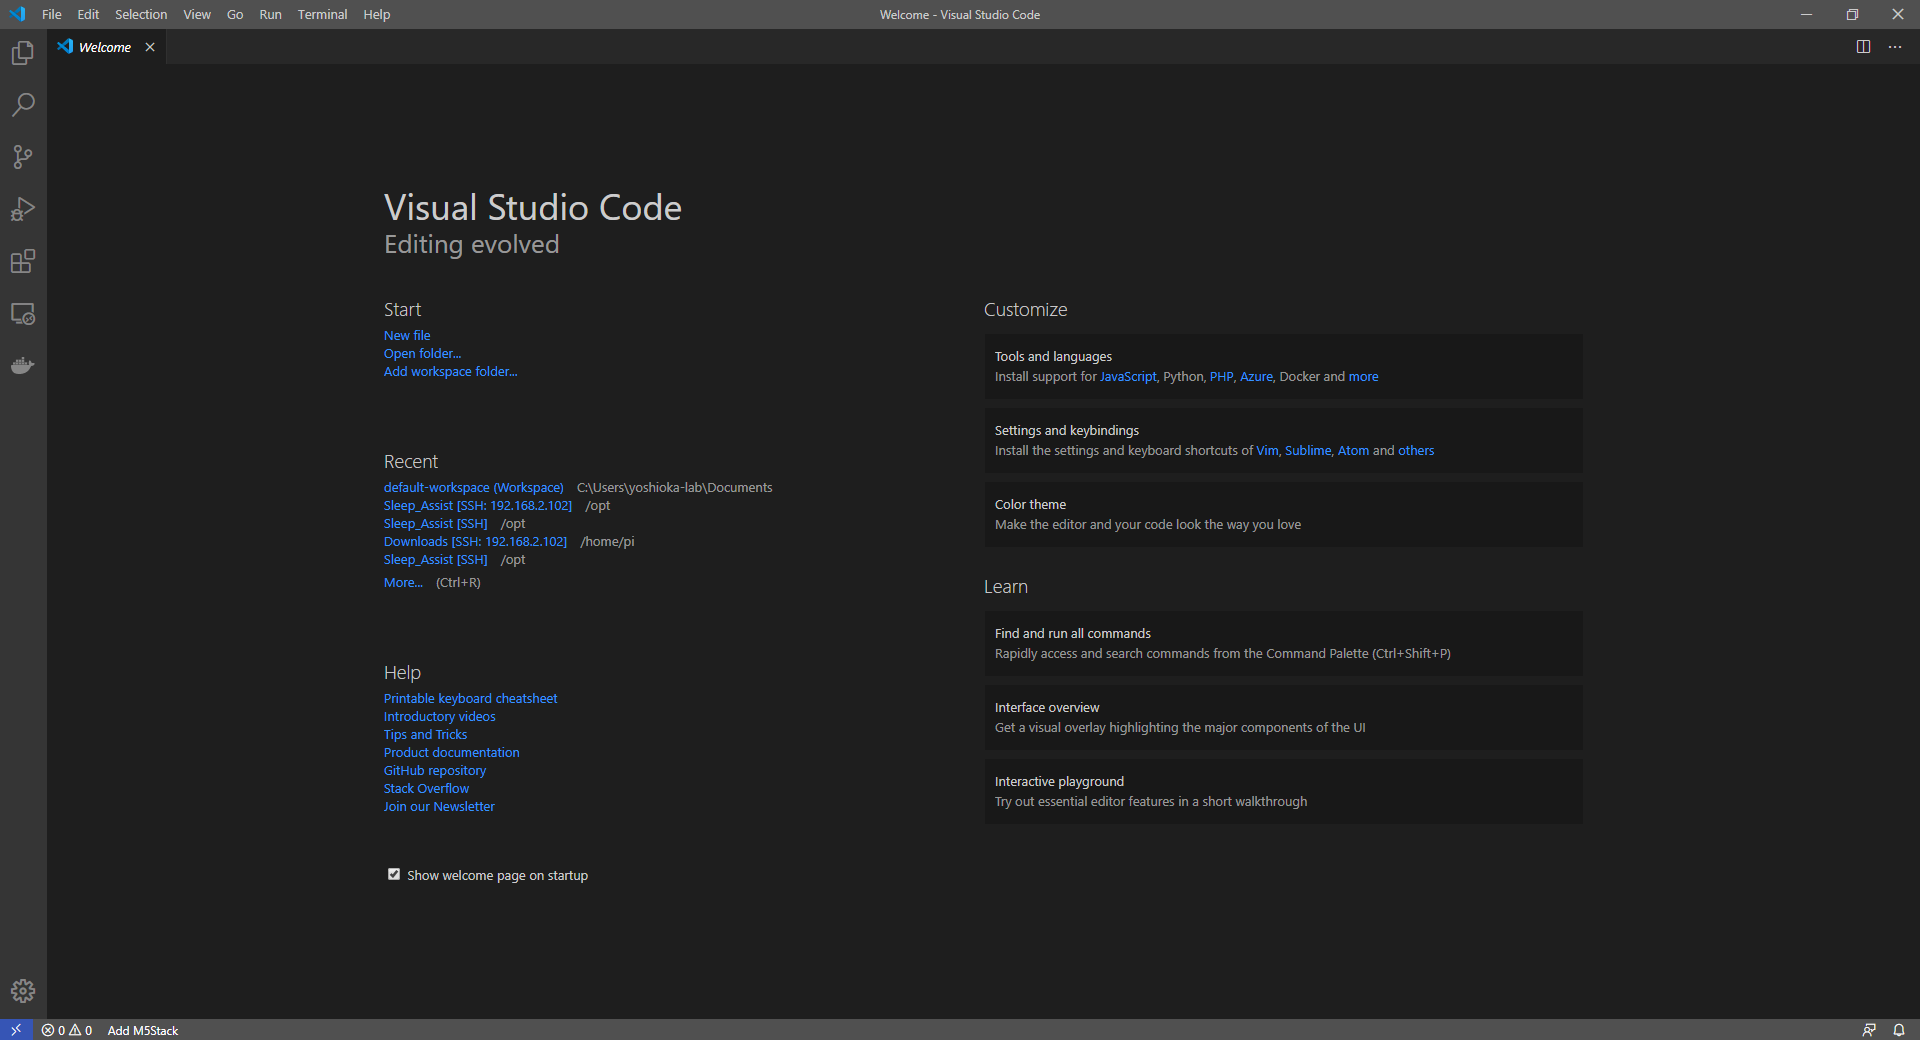 File Edit Selection View Go Run Terminal Help
Welcome - Visual Studio Code
Welcome
Visual Studio Code
Editing evolved
Start
New file
Open folder...
Add workspace folder...
Recent
default-workspace (Workspace) C:\Users\yoshioka-lab\Documents
Sleep_Assist [SSH: 192.168.2.102] /opt
Sleep_Assist [SSH] /opt
Downloads [SSH: 192.168.2.102] /home/pi
Sleep_Assist [SSH] /opt
More... (Ctrl+R)
Help
Printable keyboard cheatsheet
Introductory videos
Tips and Tricks
Product documentation
GitHub repository
Stack Overflow
Join our Newsletter
Show welcome page on startup
Customize
Tools and languages
Install support for JavaScript, Python, PHP, Azure, Docker and more
Settings and keybindings
Install the settings and keyboard shortcuts of Vim, Sublime, Atom and others
Color theme
Make the editor and your code look the way you love
Learn
Find and run all commands
Rapidly access and search commands from the Command Palette (Ctrl+Shift+P)
Interface overview
Get a visual overlay highlighting the major components of the UI
Interactive playground
Try out essential editor features in a short walkthrough
0 0 Add M5Stack